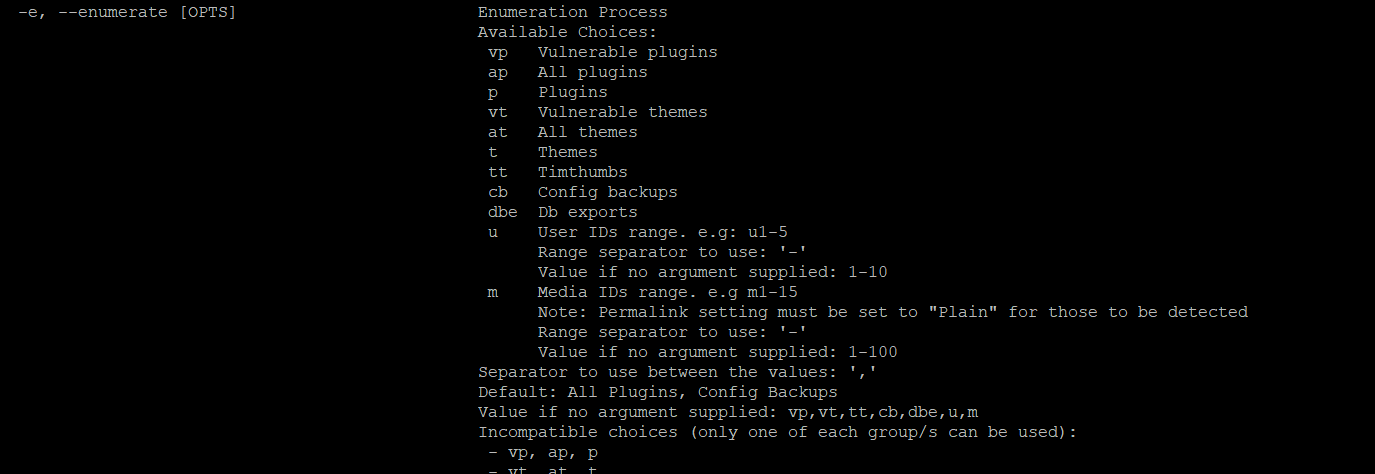 -e, --enumerate [OPTS] Enumeration Process
Available Choices:
vp Vulnerable plugins
ap All plugins
p Plugins
vt Vulnerable themes
at All themes
t Themes
tt Timthumbs
cb Config backups
dbe Db exports
u User IDs range. e.g: u1-5
Range separator to use: '-'
Value if no argument supplied: 1-10
m Media IDs range. e.g m1-15
Note: Permalink setting must be set to "Plain" for those to be detected
Range separator to use: '-'
Value if no argument supplied: 1-100
Separator to use between the values: ','
Default: All Plugins, Config Backups
Value if no argument supplied: vp,vt,tt,cb,dbe,u,m
Incompatible choices (only one of each group/s can be used):
- vp, ap, p
- vt, at, t